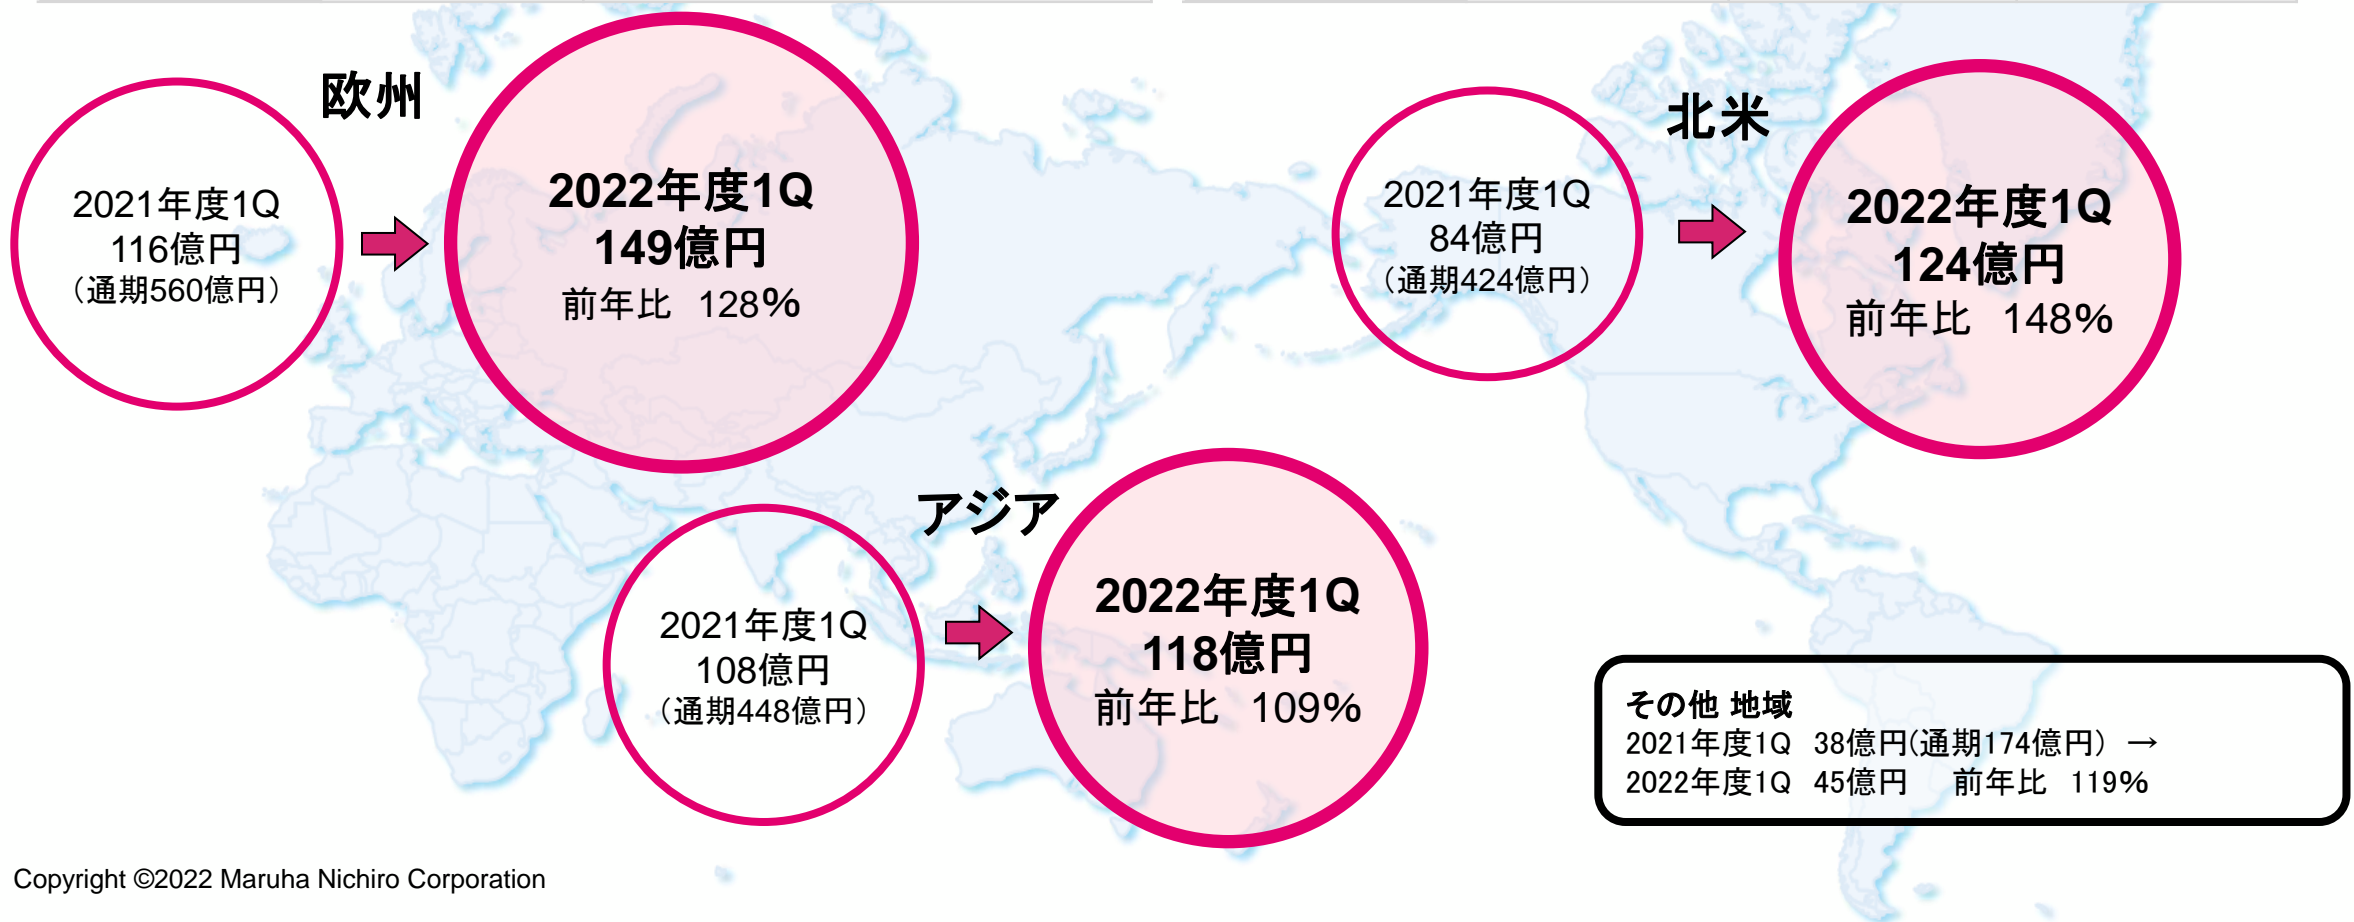 欧州
2021年度1Q
116億円
（通期560億円）
2022年度1Q
149億円
前年比　128%
北米
2021年度1Q
84億円
（通期424億円）
2022年度1Q
124億円
前年比　148%
アジア
2021年度1Q
108億円
（通期448億円）
2022年度1Q
118億円
前年比　109%
その他 地域
2021年度1Q　38億円(通期174億円）　→
2022年度1Q　45億円　　前年比　119%
Copyright ©2022 Maruha Nichiro Corporation